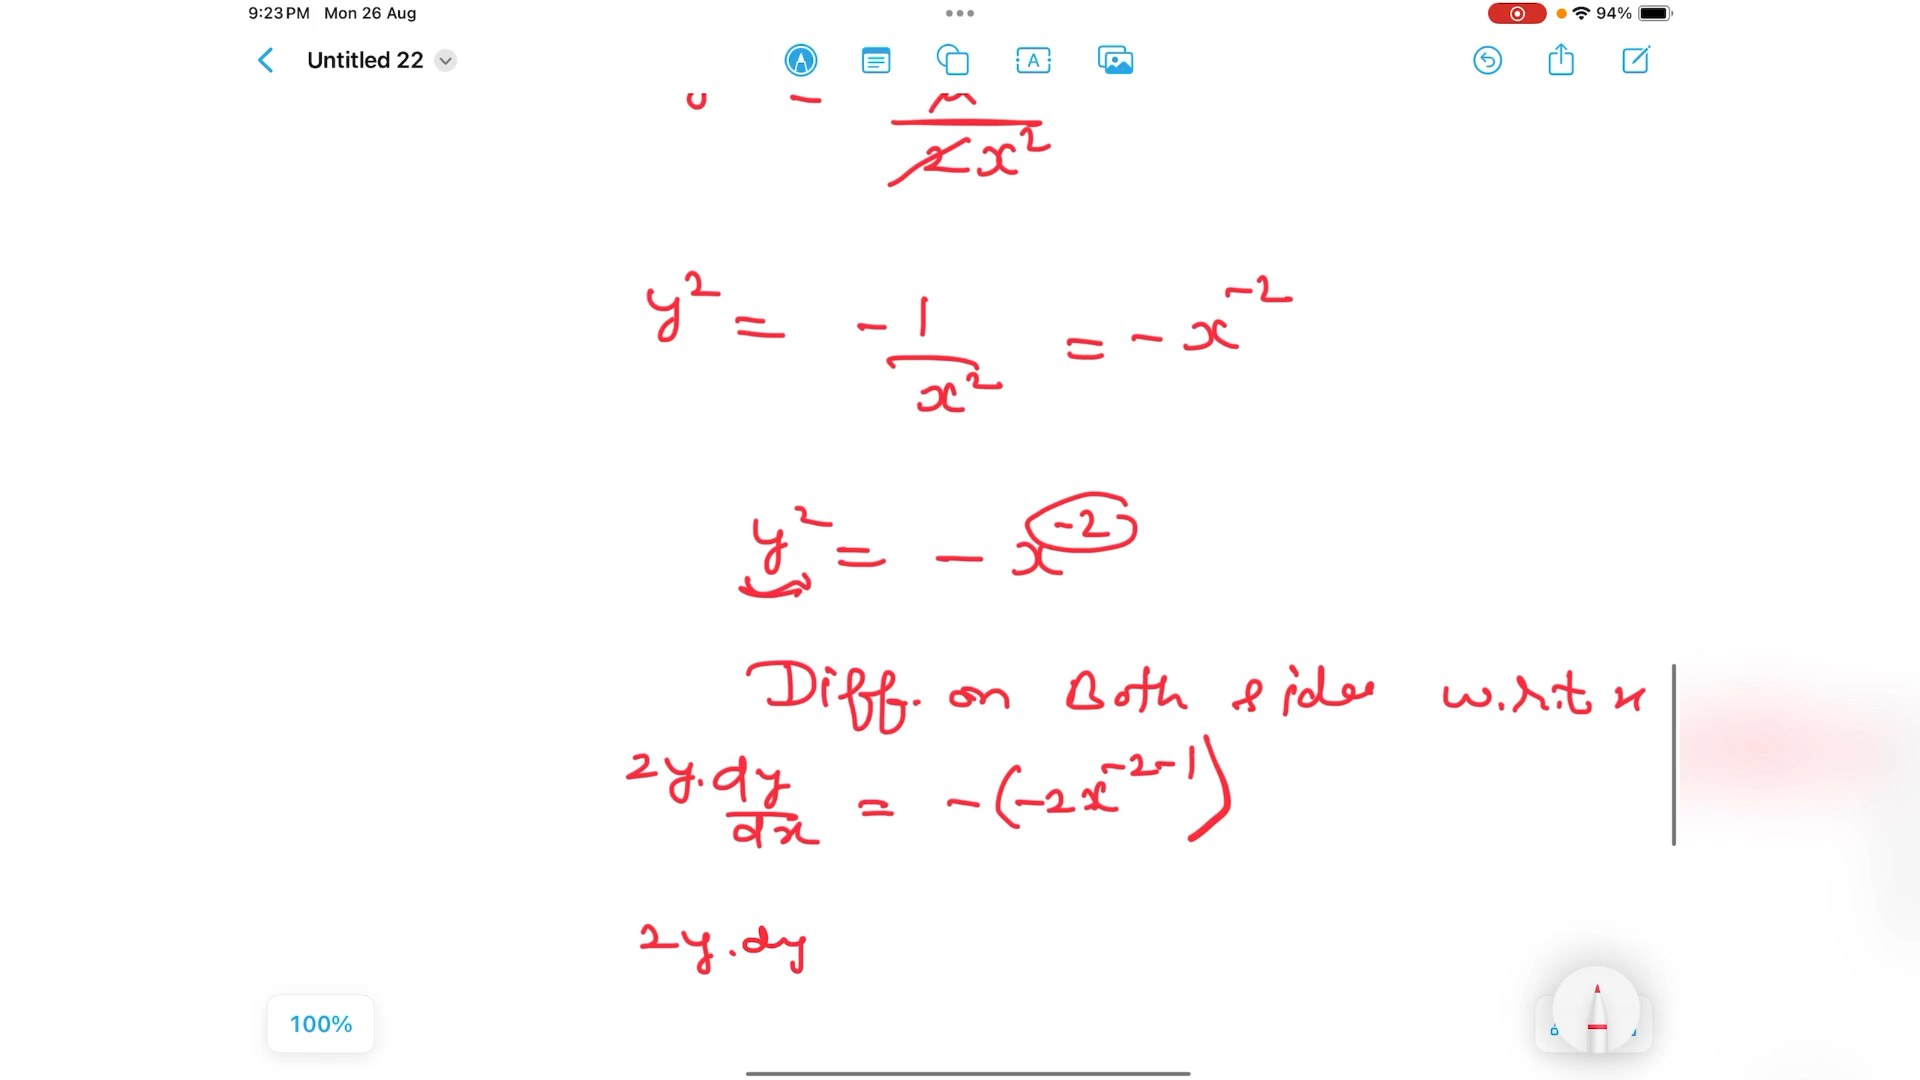 9:23 PM Mon 26 Aug
94%
Untitled 22
2x²
y² = -1/x² = -x⁻²
y² = -x⁻²
Diff. on Both sides w.r.t x
2y.dy/dx = -(-2x⁻²⁻¹)
2y.dy
100%